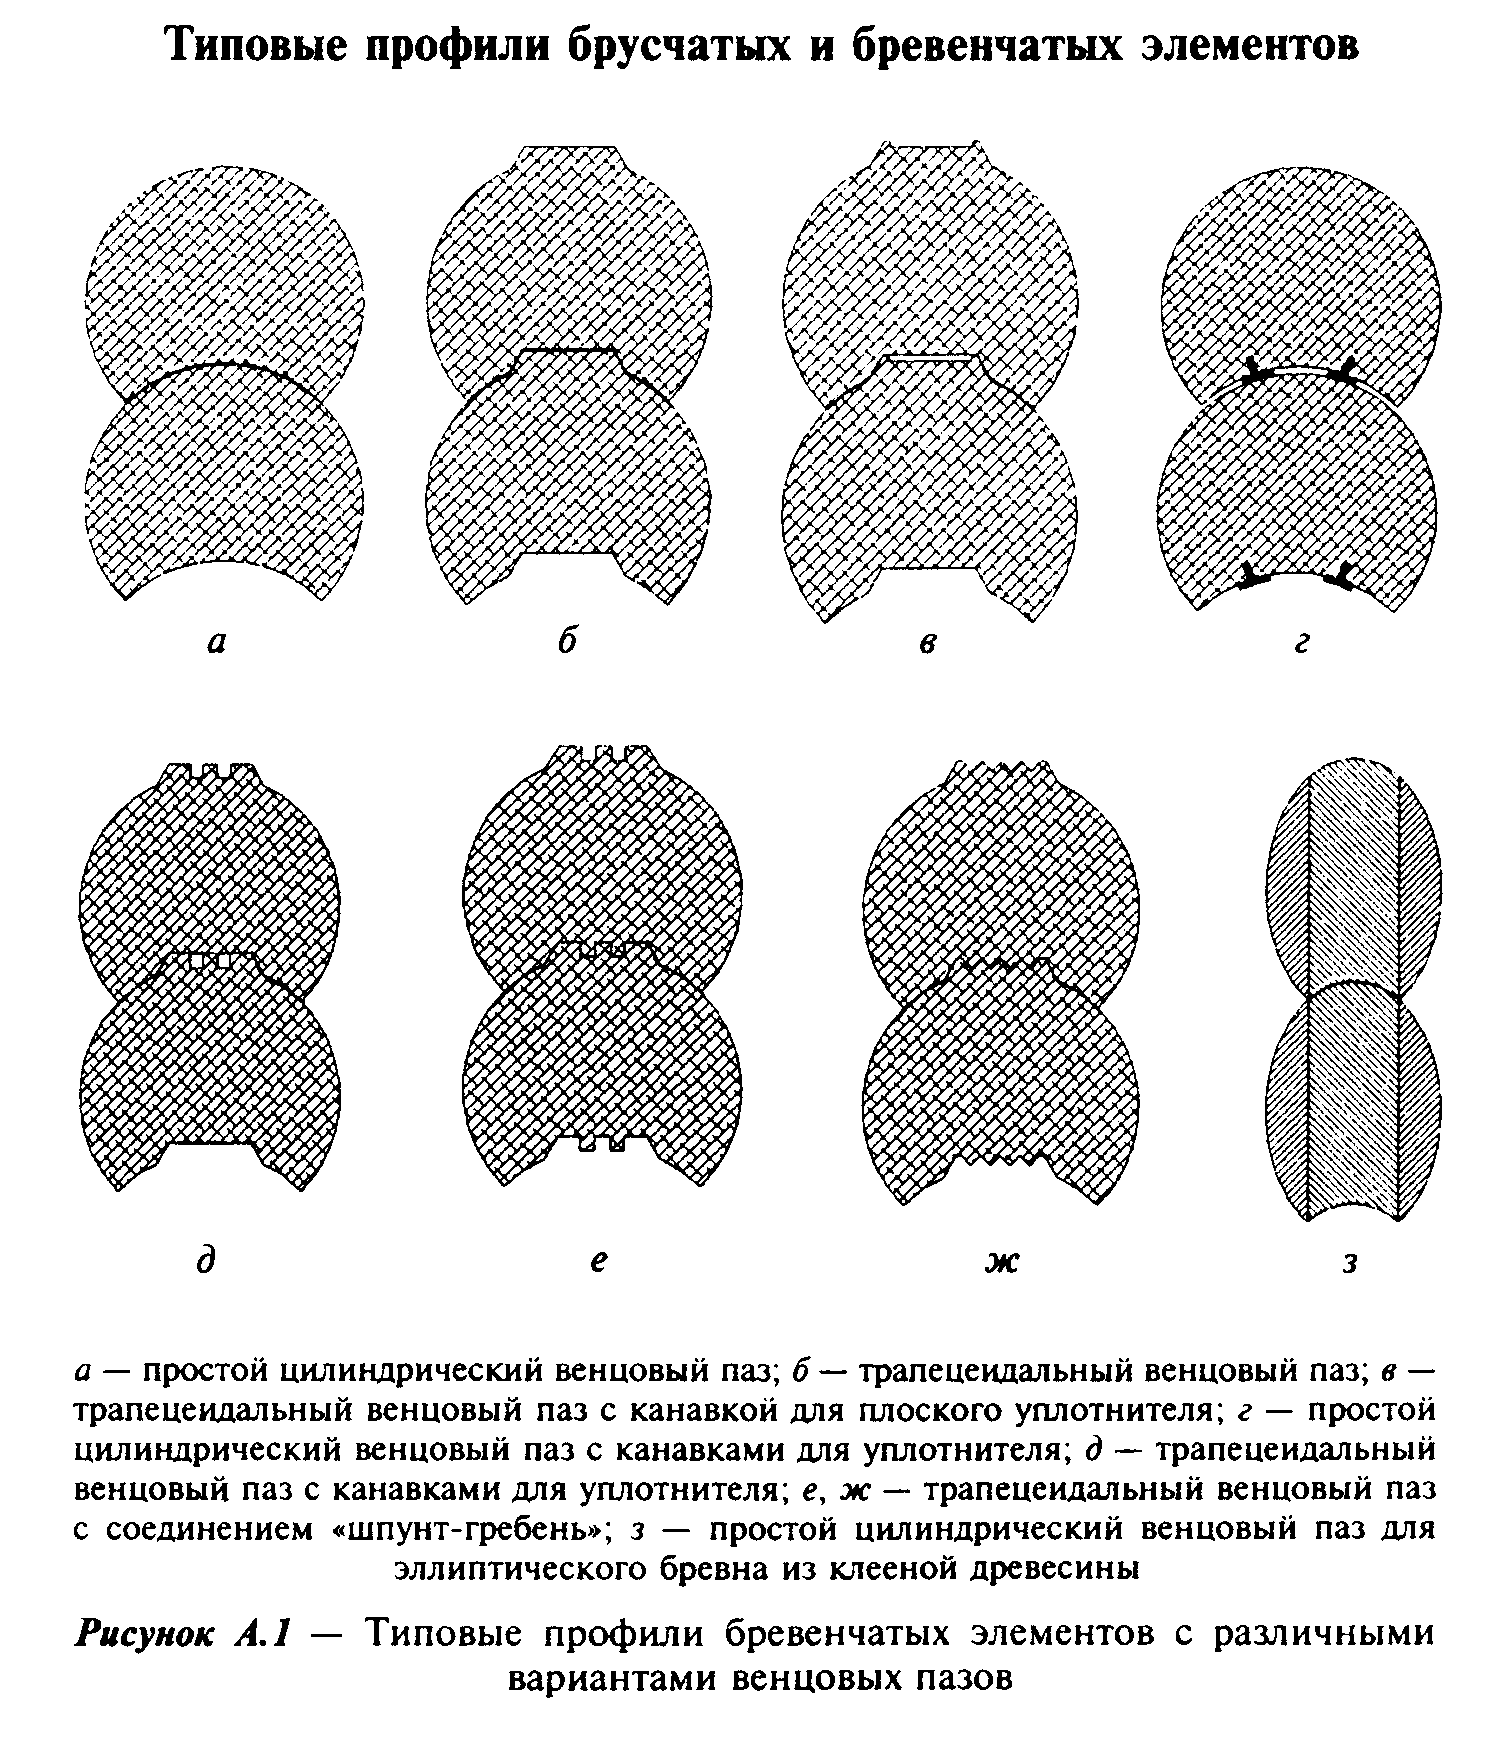 Типовые профили брусчатых и бревенчатых элементов
а б в г
д е ж з
а — простой цилиндрический венцовый паз; б — трапецеидальный венцовый паз; в —
трапецеидальный венцовый паз с канавкой для плоского уплотнителя; г — простой
цилиндрический венцовый паз с канавками для уплотнителя; д — трапецеидальный
венцовый паз с канавками для уплотнителя; е, ж — трапецеидальный венцовый паз
с соединением «шпунт-гребень»; з — простой цилиндрический венцовый паз для
эллиптического бревна из клееной древесины
Рисунок А.1 — Типовые профили бревенчатых элементов с различными
вариантами венцовых пазов